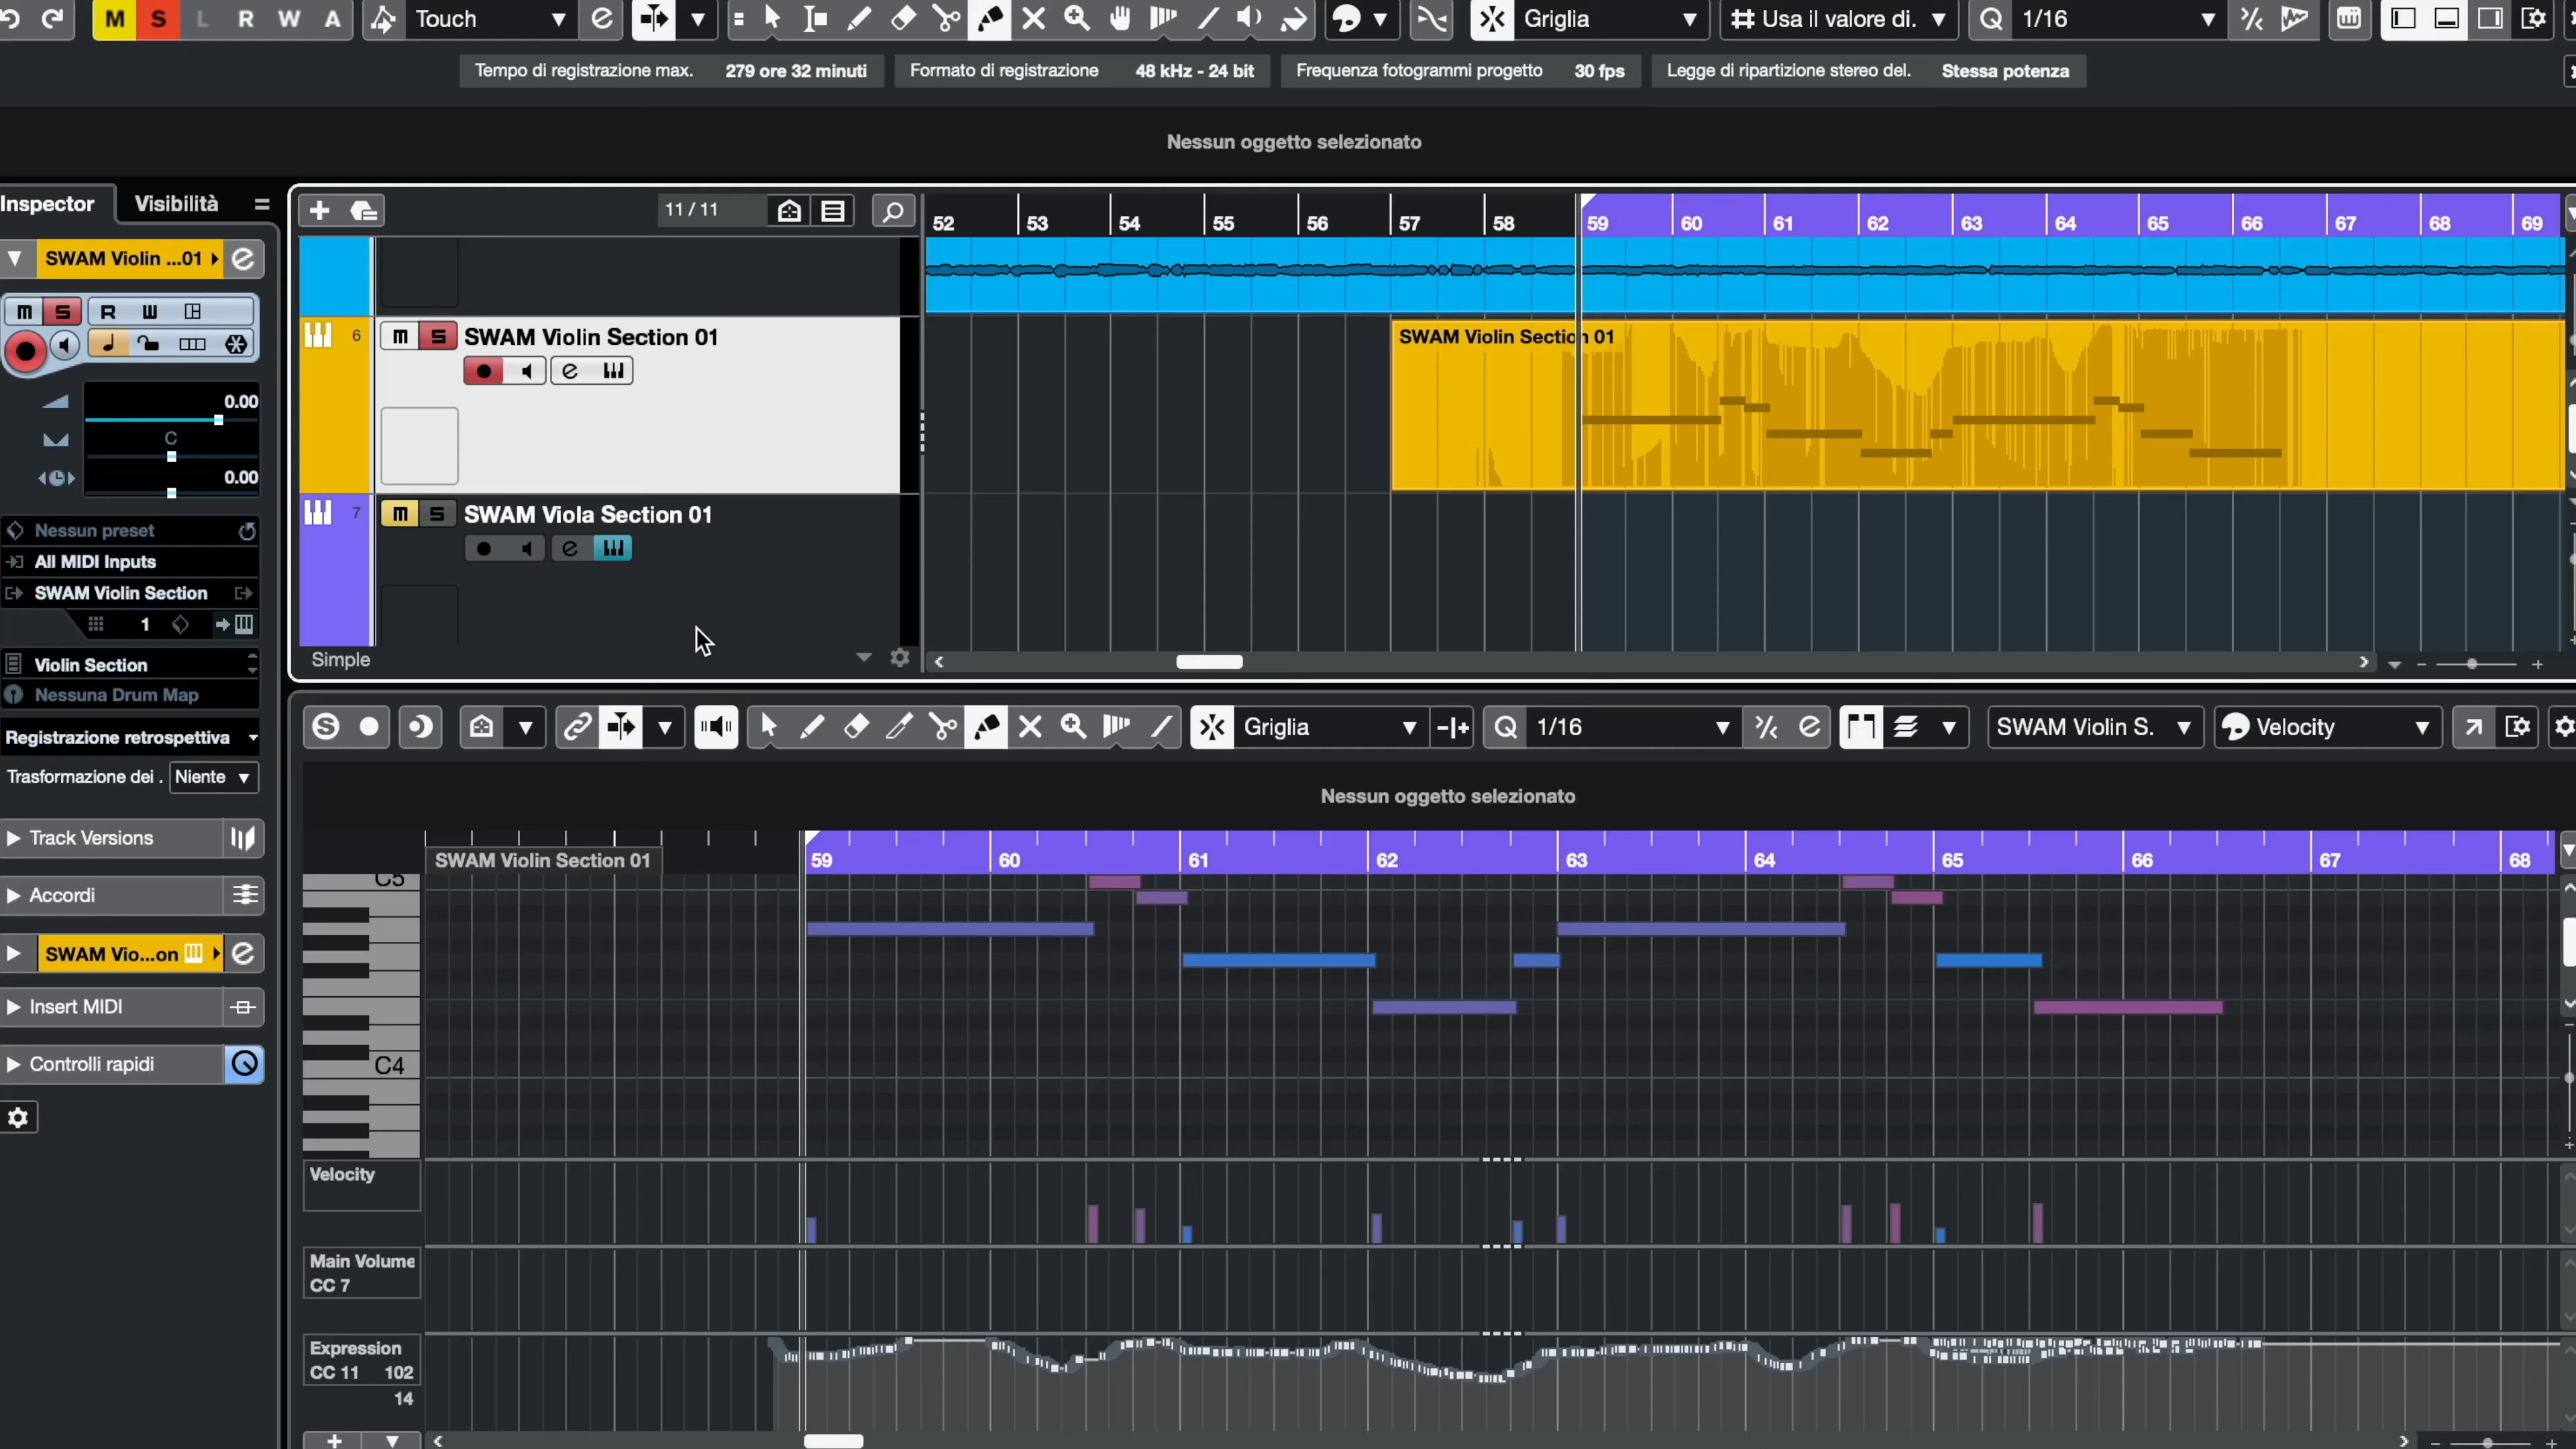 M S L R W A Touch Griglia Usa il valore di. 1/16
Tempo di registrazione max. 279 ore 32 minuti Formato di registrazione 48 kHz - 24 bit Frequenza fotogrammi progetto 30 fps Legge di ripartizione stereo del. Stessa potenza
Nessun oggetto selezionato
Inspector Visibilità
11 / 11
52 53 54 55 56 57 58 59 60 61 62 63 64 65 66 67 68 69
SWAM Violin ...01
M S R W
0.00
C
0.00
Nessun preset
All MIDI Inputs
SWAM Violin Section
1
Violin Section
Nessuna Drum Map
Registrazione retrospettiva
Trasformazione dei . Niente
Track Versions
Accordi
SWAM Vio...on
Insert MIDI
Controlli rapidi
6 M S SWAM Violin Section 01
SWAM Violin Section 01
7 M S SWAM Viola Section 01
Simple
Griglia 1/16 SWAM Violin S. Velocity
Nessun oggetto selezionato
SWAM Violin Section 01 59 60 61 62 63 64 65 66 67 68
C5
C4
Velocity
Main Volume
CC 7
Expression
CC 11 102
14